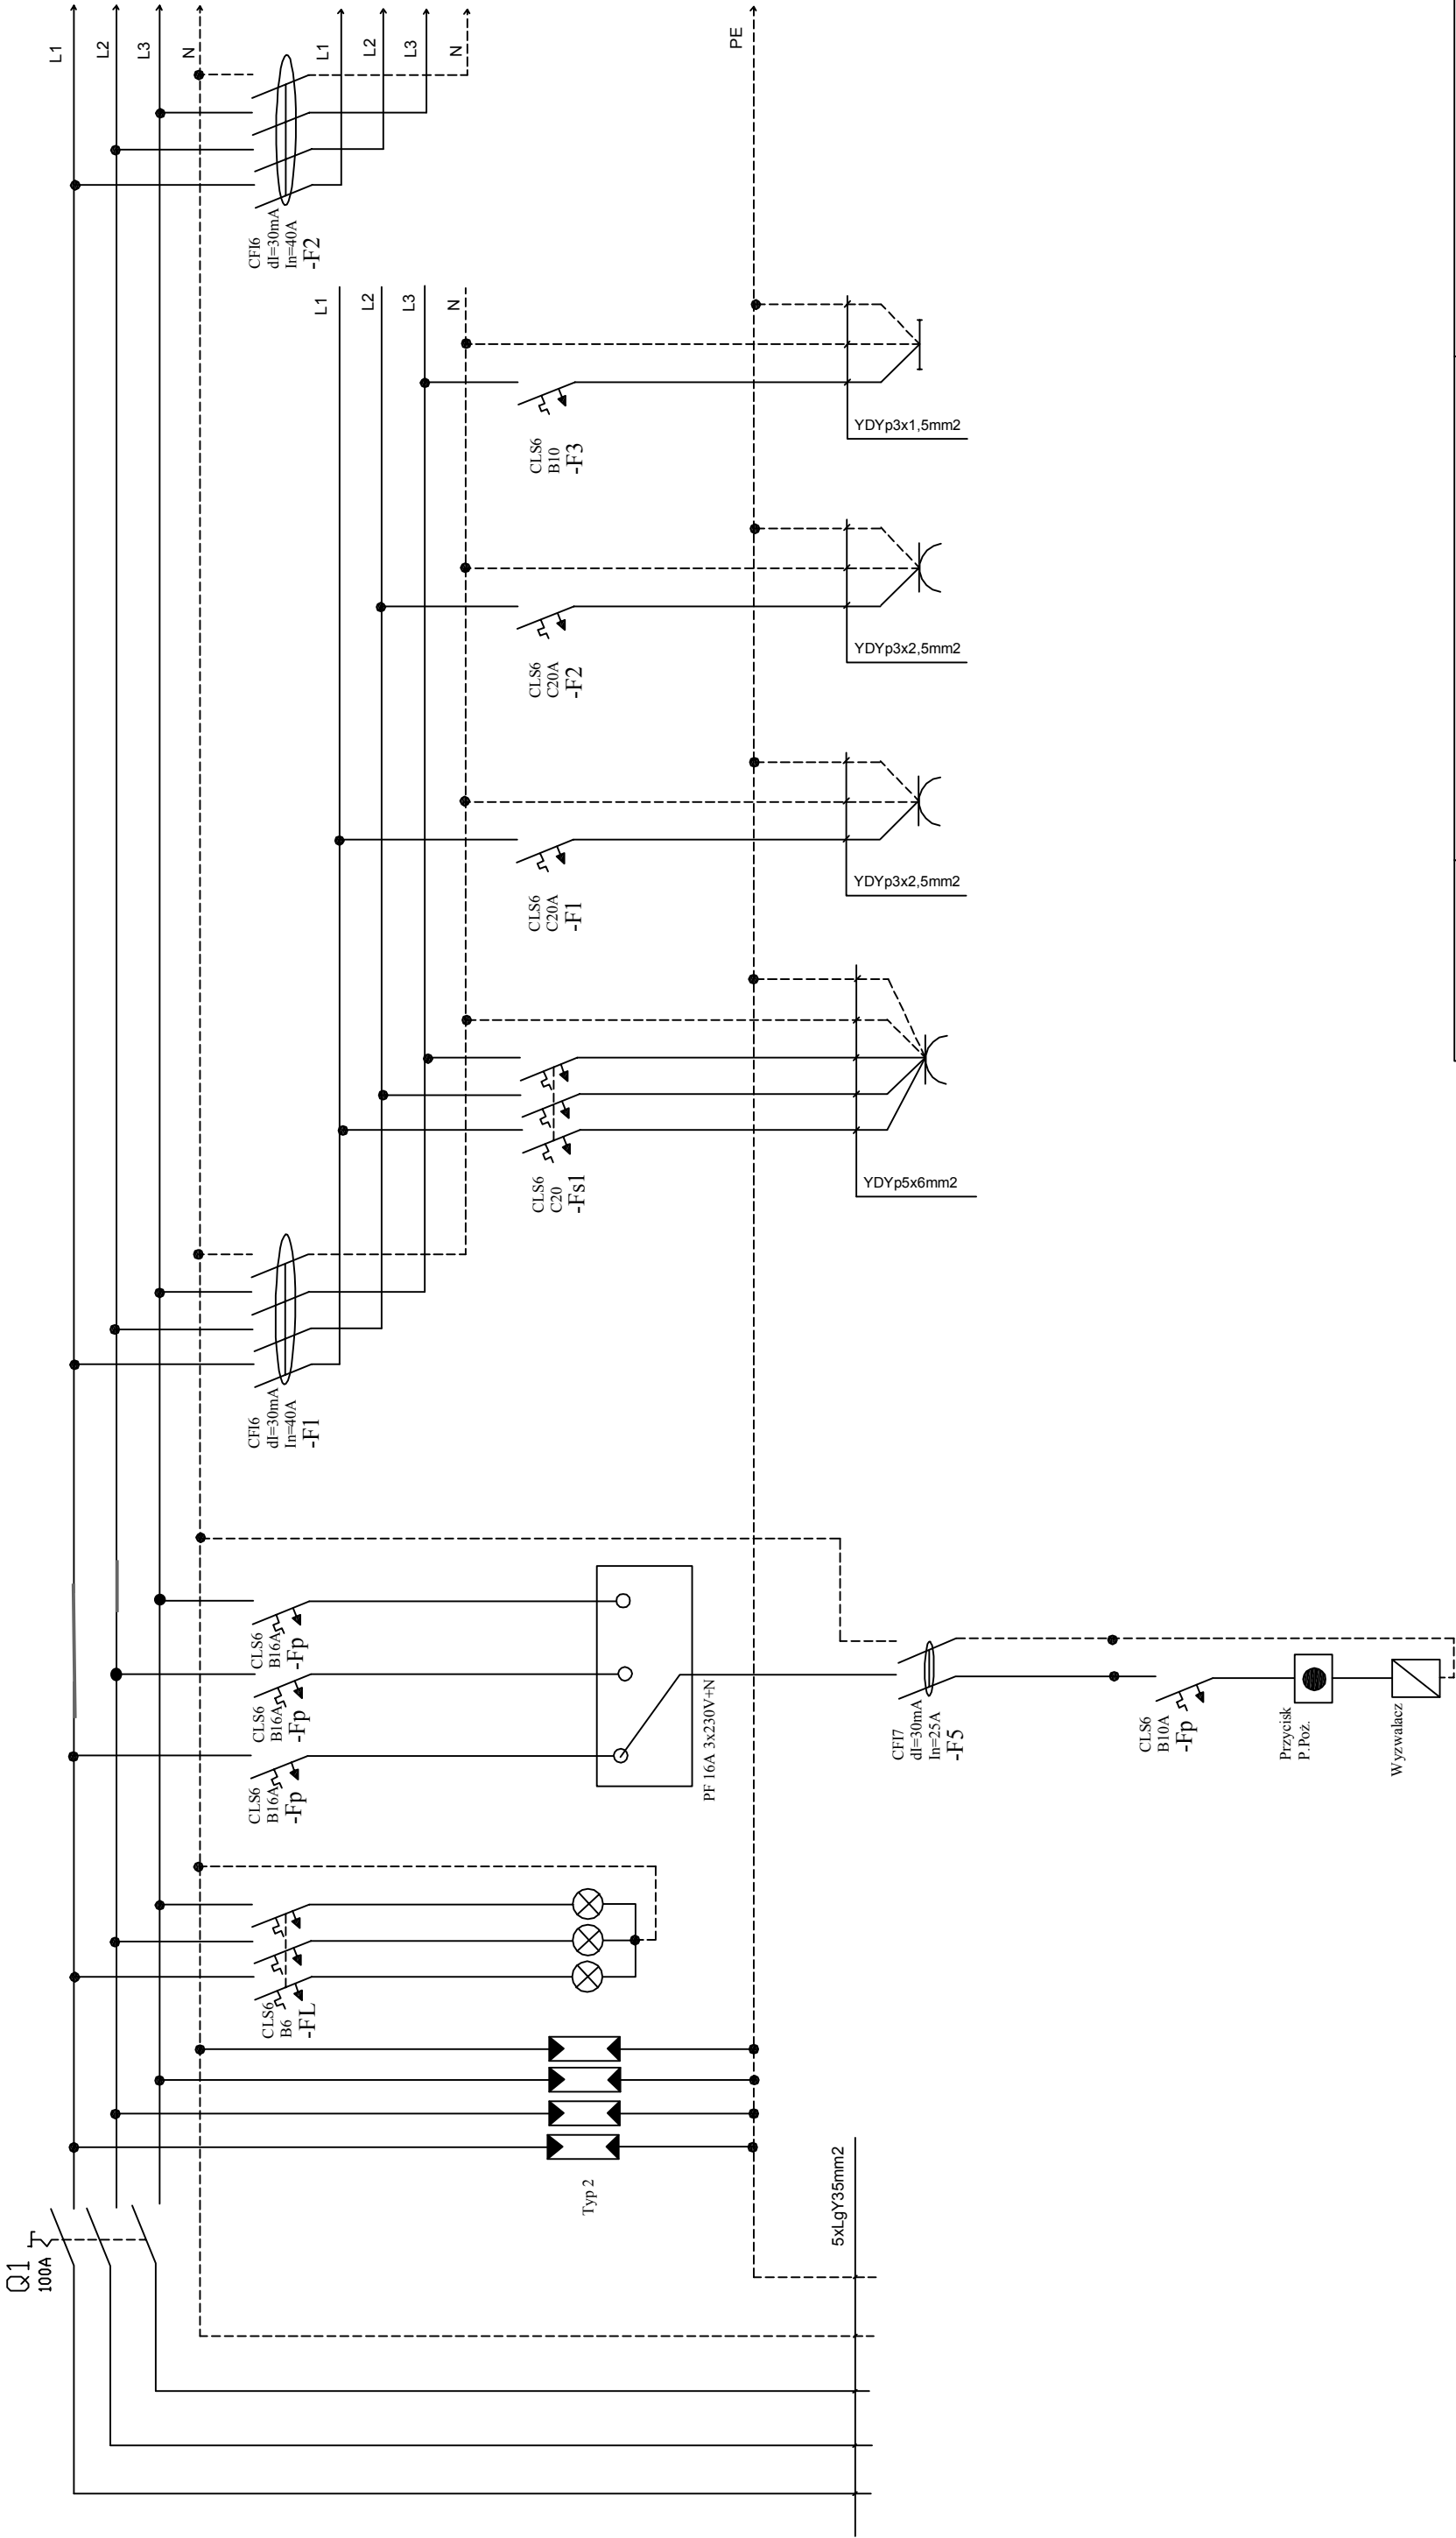 Q1
100A
5xLgY35mm2
Typ 2
CLS6
B6
-FL
CLS6
B16A
-Fp
CLS6
B16A
-Fp
CLS6
B16A
-Fp
PF 16A 3x230V+N
CFI7
dI=30mA
In=25A
-F5
CLS6
B10A
-Fp
Przycisk
P.Poż.
Wyzwalacz
CFI6
dI=30mA
In=40A
-F1
CLS6
C20
-Fs1
YDYp5x6mm2
CLS6
C20A
-F1
YDYp3x2,5mm2
CLS6
C20A
-F2
YDYp3x2,5mm2
CLS6
B10
-F3
YDYp3x1,5mm2
L1
L2
L3
N
CFI6
dI=30mA
In=40A
-F2
L1
L2
L3
N
L1
L2
L3
N
PE